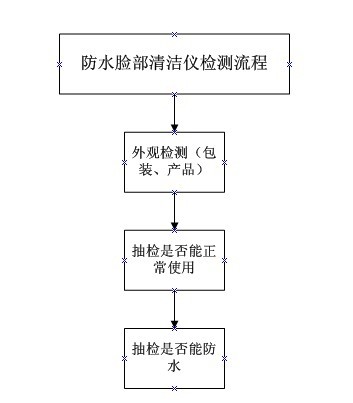 防水脸部清洁仪检测流程
外观检测（包
装、产品）
抽检是否能正
常使用
抽检是否能防
水